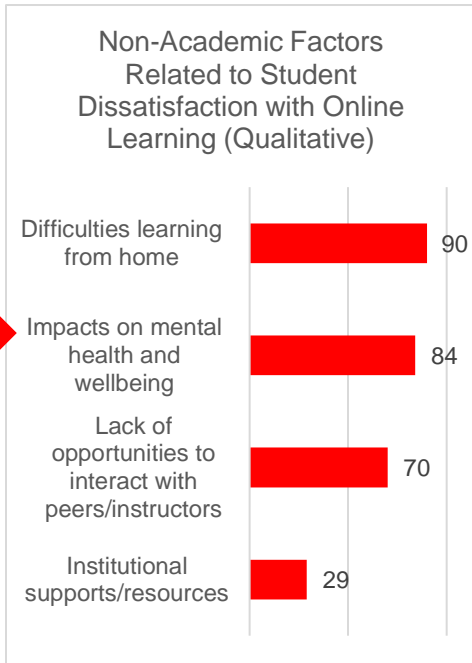 Non-Academic Factors
Related to Student
Dissatisfaction with Online
Learning (Qualitative)
Difficulties learning
from home
90
Impacts on mental
health and
wellbeing
84
Lack of
opportunities to
interact with
peers/instructors
70
Institutional
supports/resources
29